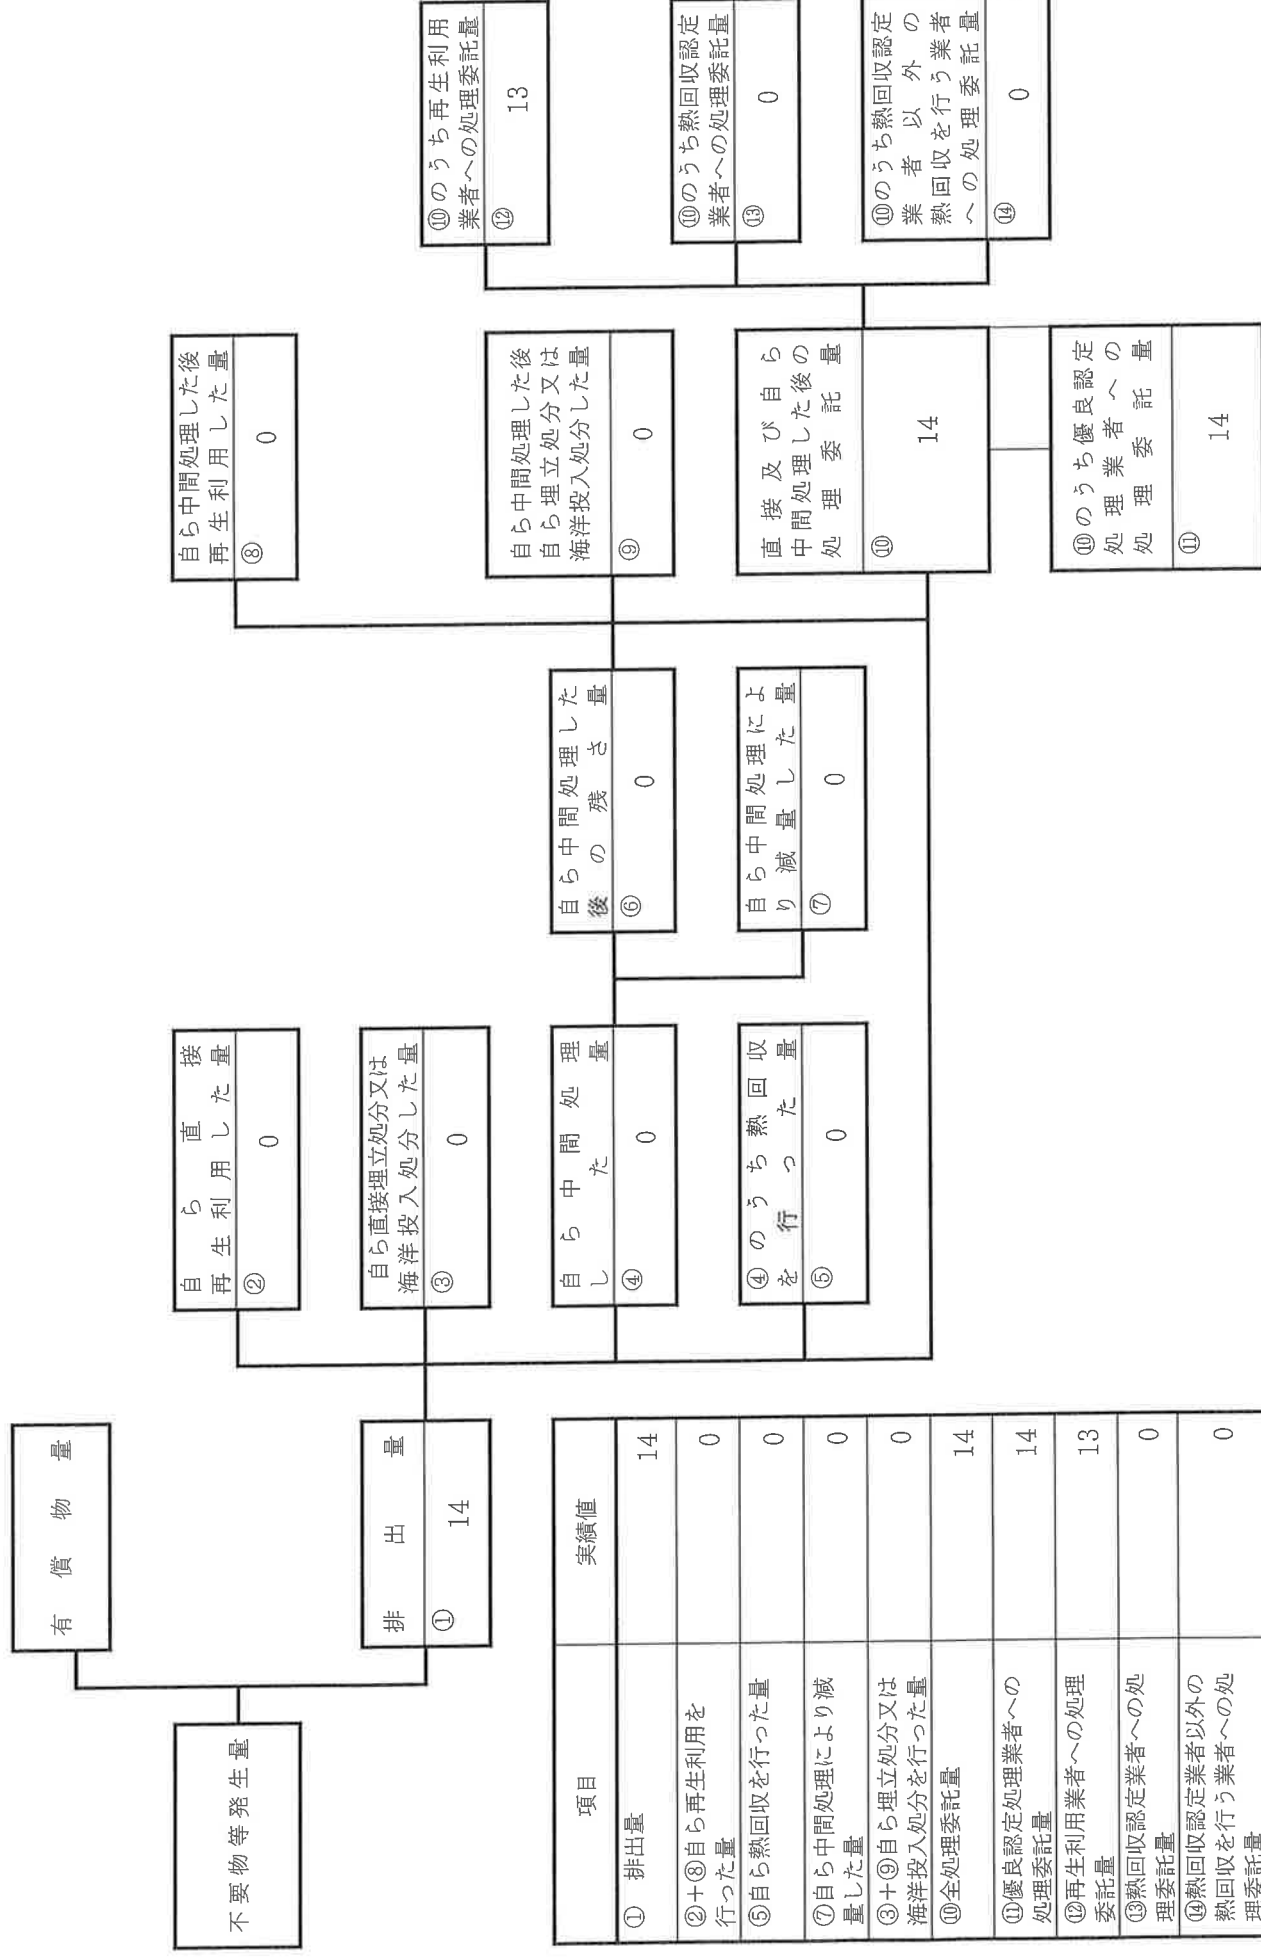 不要物等発生量
有償物量
排出量
①
14
自ら直接
再生利用した量
②
0
自ら直接埋立処分又は
海洋投入処分した量
③
0
自ら中間処理
した量
④
0
④のうち熱回収
を行った量
⑤
0
自ら中間処理した
後の残さ量
⑥
0
自ら中間処理によ
り減量した量
⑦
0
自ら中間処理した後
再生利用した量
⑧
0
自ら中間処理した後
自ら埋立処分又は
海洋投入処分した量
⑨
0
直接及び自ら
中間処理した後の
処理委託量
⑩
14
⑩のうち優良認定
処理業者への
処理委託量
⑪
14
⑩のうち再生利用
業者への処理委託量
⑫
13
⑩のうち熱回収認定
業者への処理委託量
⑬
0
⑩のうち熱回収認定
業者以外の
熱回収を行う業者
への処理委託量
⑭
0
項目 実績値
① 排出量 14
②+⑧自ら再生利用を
行った量 0
⑤自ら熱回収を行った量 0
⑦自ら中間処理により減
量した量 0
③+⑨自ら埋立処分又は
海洋投入処分を行った量 0
⑩全処理委託量 14
⑪優良認定処理業者への
処理委託量 14
⑫再生利用業者への処理
委託量 13
⑬熱回収認定業者への処
理委託量 0
⑭熱回収認定業者以外の
熱回収を行う業者への処
理委託量 0